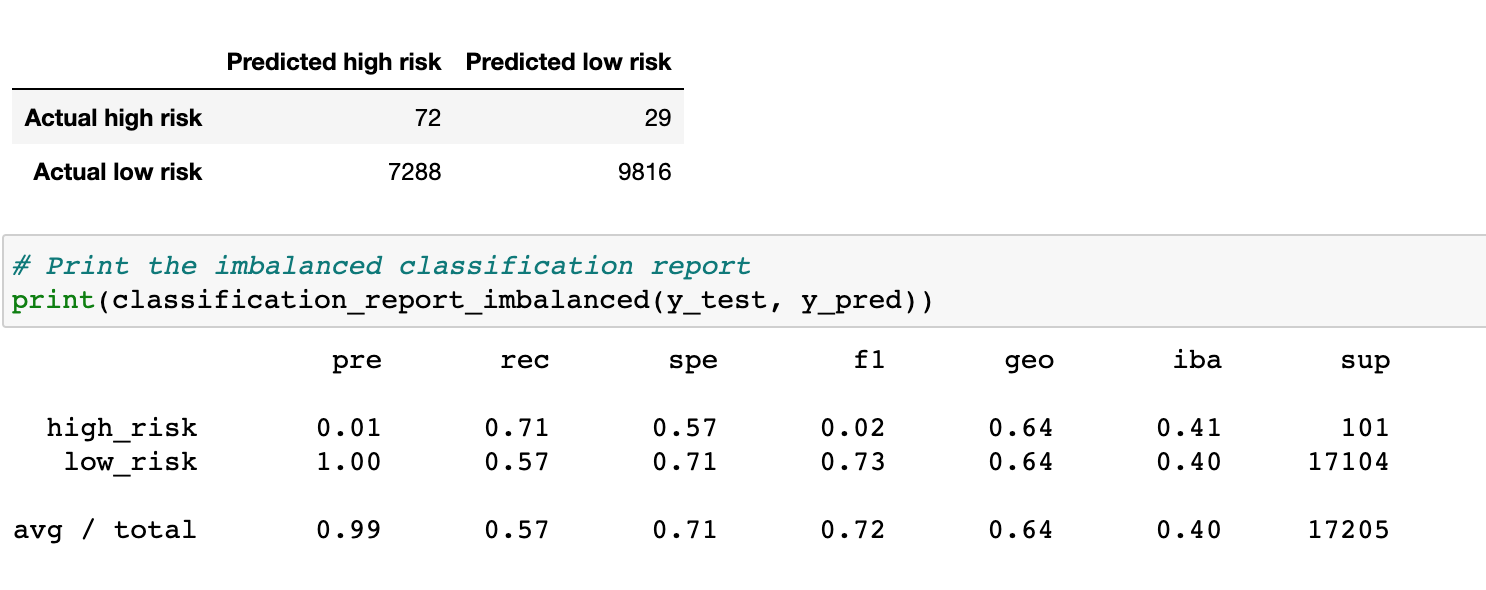 Predicted high risk Predicted low risk
Actual high risk 72 29
Actual low risk 7288 9816
# Print the imbalanced classification report
print(classification_report_imbalanced(y_test, y_pred))
pre rec spe f1 geo iba sup
high_risk 0.01 0.71 0.57 0.02 0.64 0.41 101
low_risk 1.00 0.57 0.71 0.73 0.64 0.40 17104
avg / total 0.99 0.57 0.71 0.72 0.64 0.40 17205